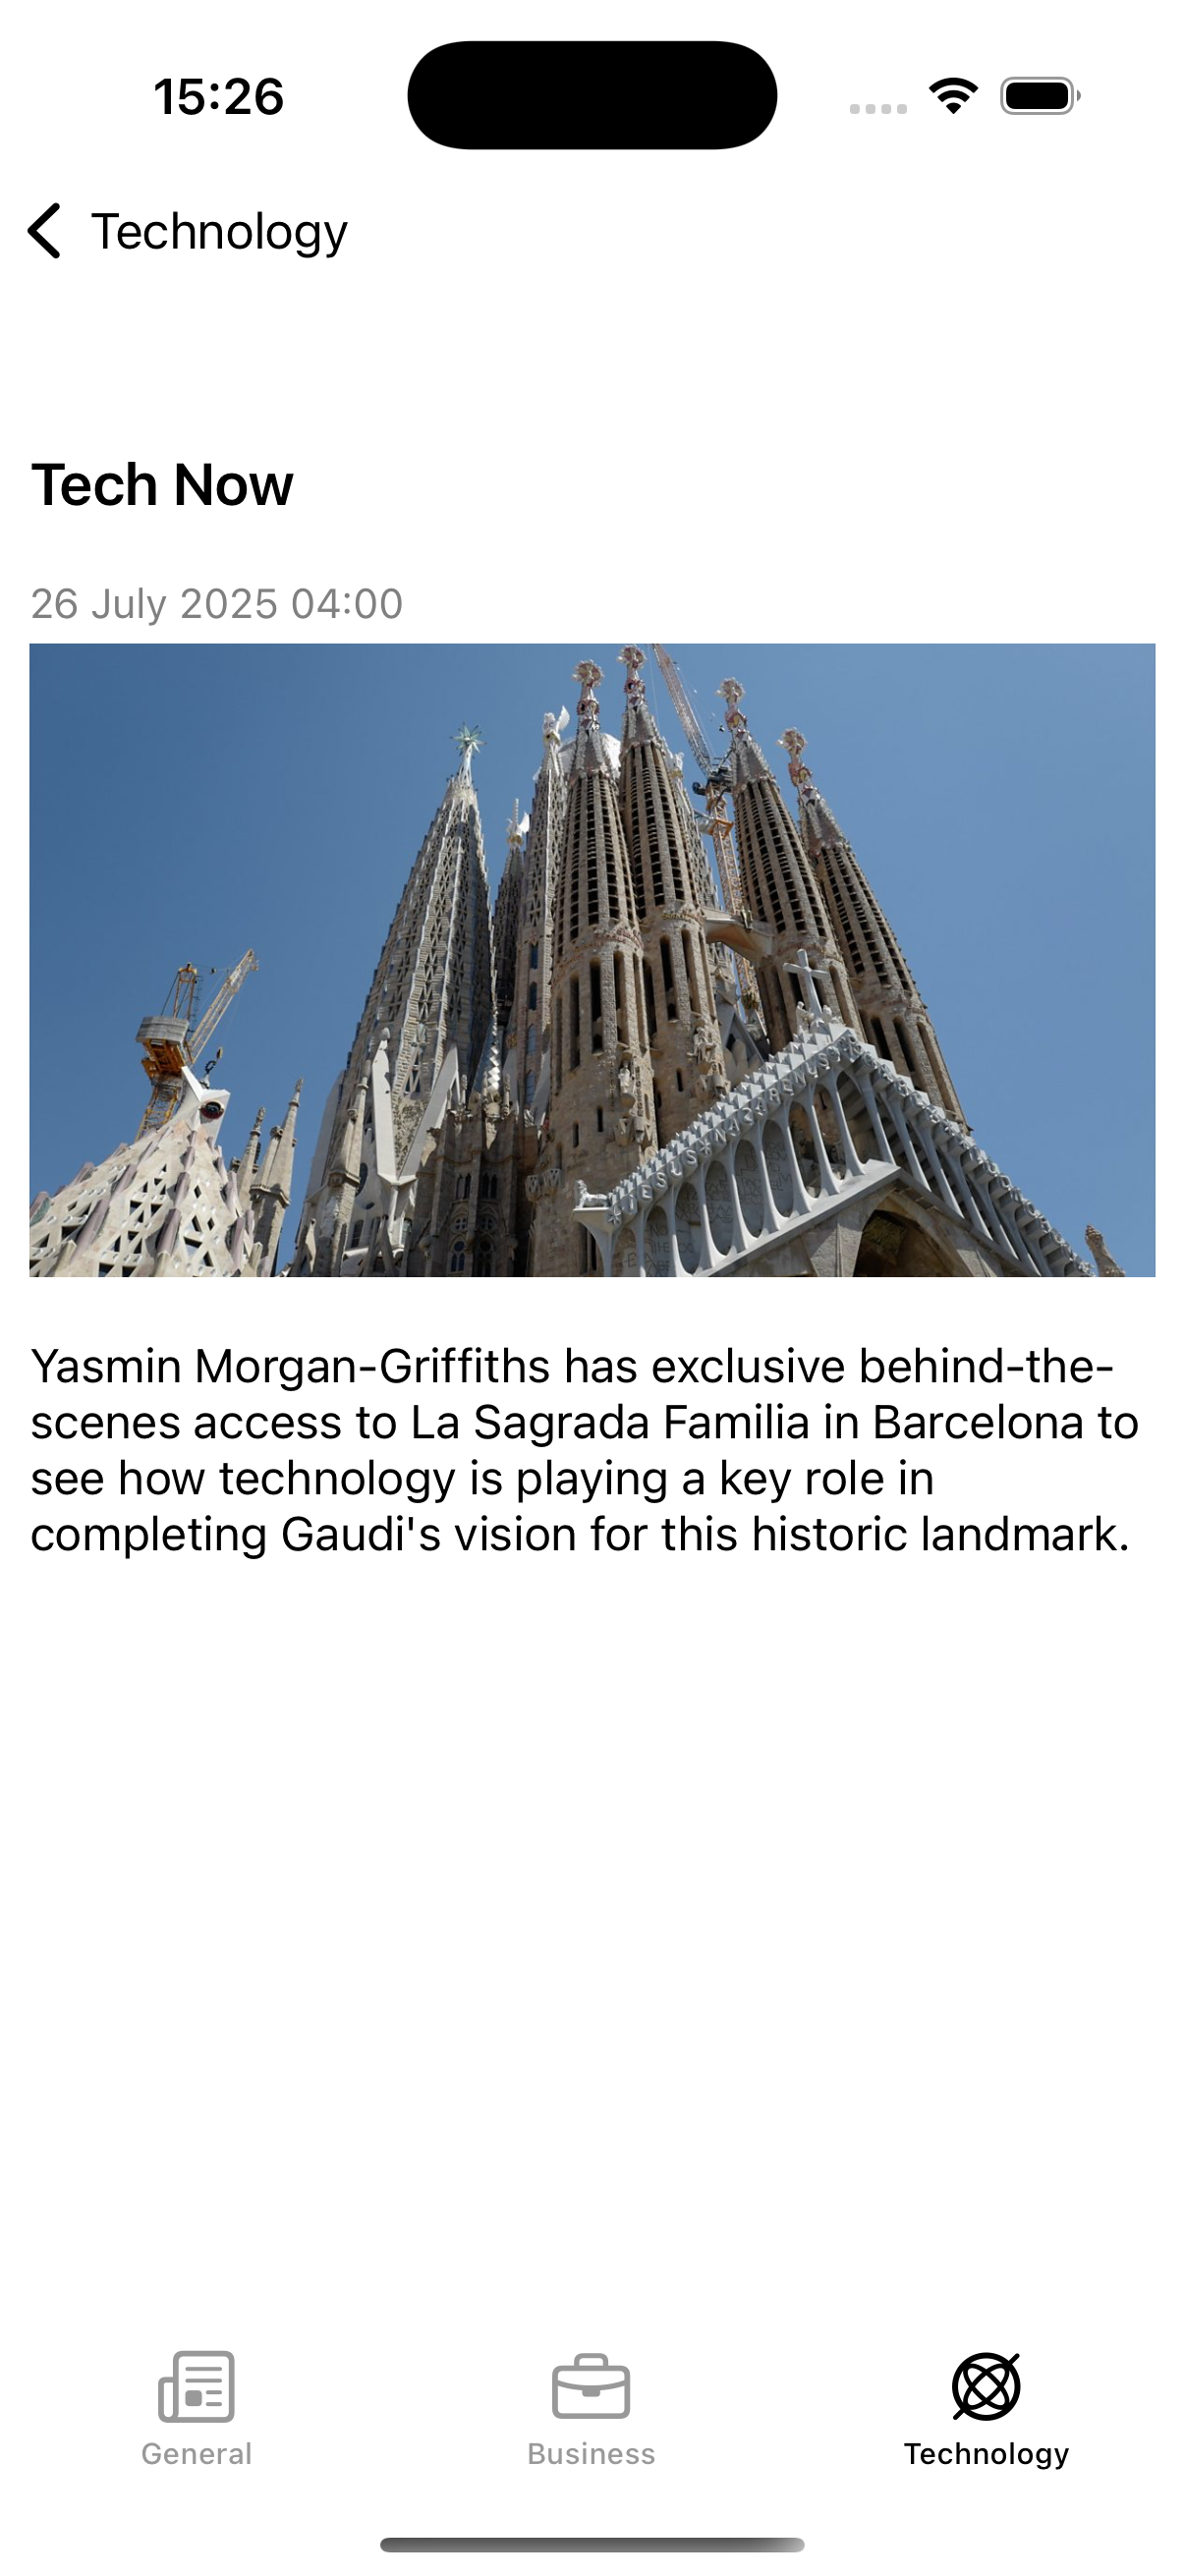 15:26
Technology
Tech Now
26 July 2025 04:00
Yasmin Morgan-Griffiths has exclusive behind-the-
scenes access to La Sagrada Familia in Barcelona to
see how technology is playing a key role in
completing Gaudi's vision for this historic landmark.
General
Business
Technology